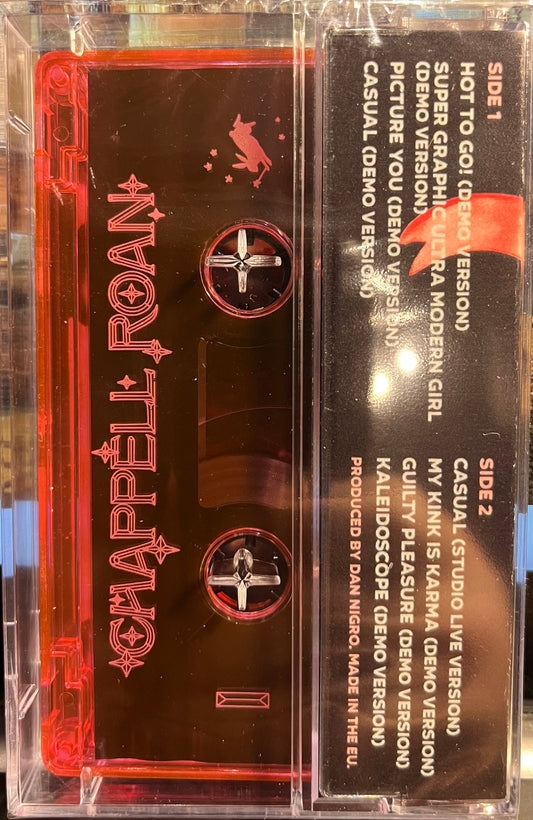 CHAPPELL ROAN
SIDE 1
HOT TO GO! (DEMO VERSION)
SUPER GRAPHIC ULTRA MODERN GIRL
(DEMO VERSION)
PICTURE YOU (DEMO VERSION)
CASUAL (DEMO VERSION)
SIDE 2
CASUAL (STUDIO LIVE VERSION)
MY KINK IS KARMA (DEMO VERSION)
GUILTY PLEASURE (DEMO VERSION)
KALEIDOSCOPE (DEMO VERSION)
PRODUCED BY DAN NIGRO. MADE IN THE EU.